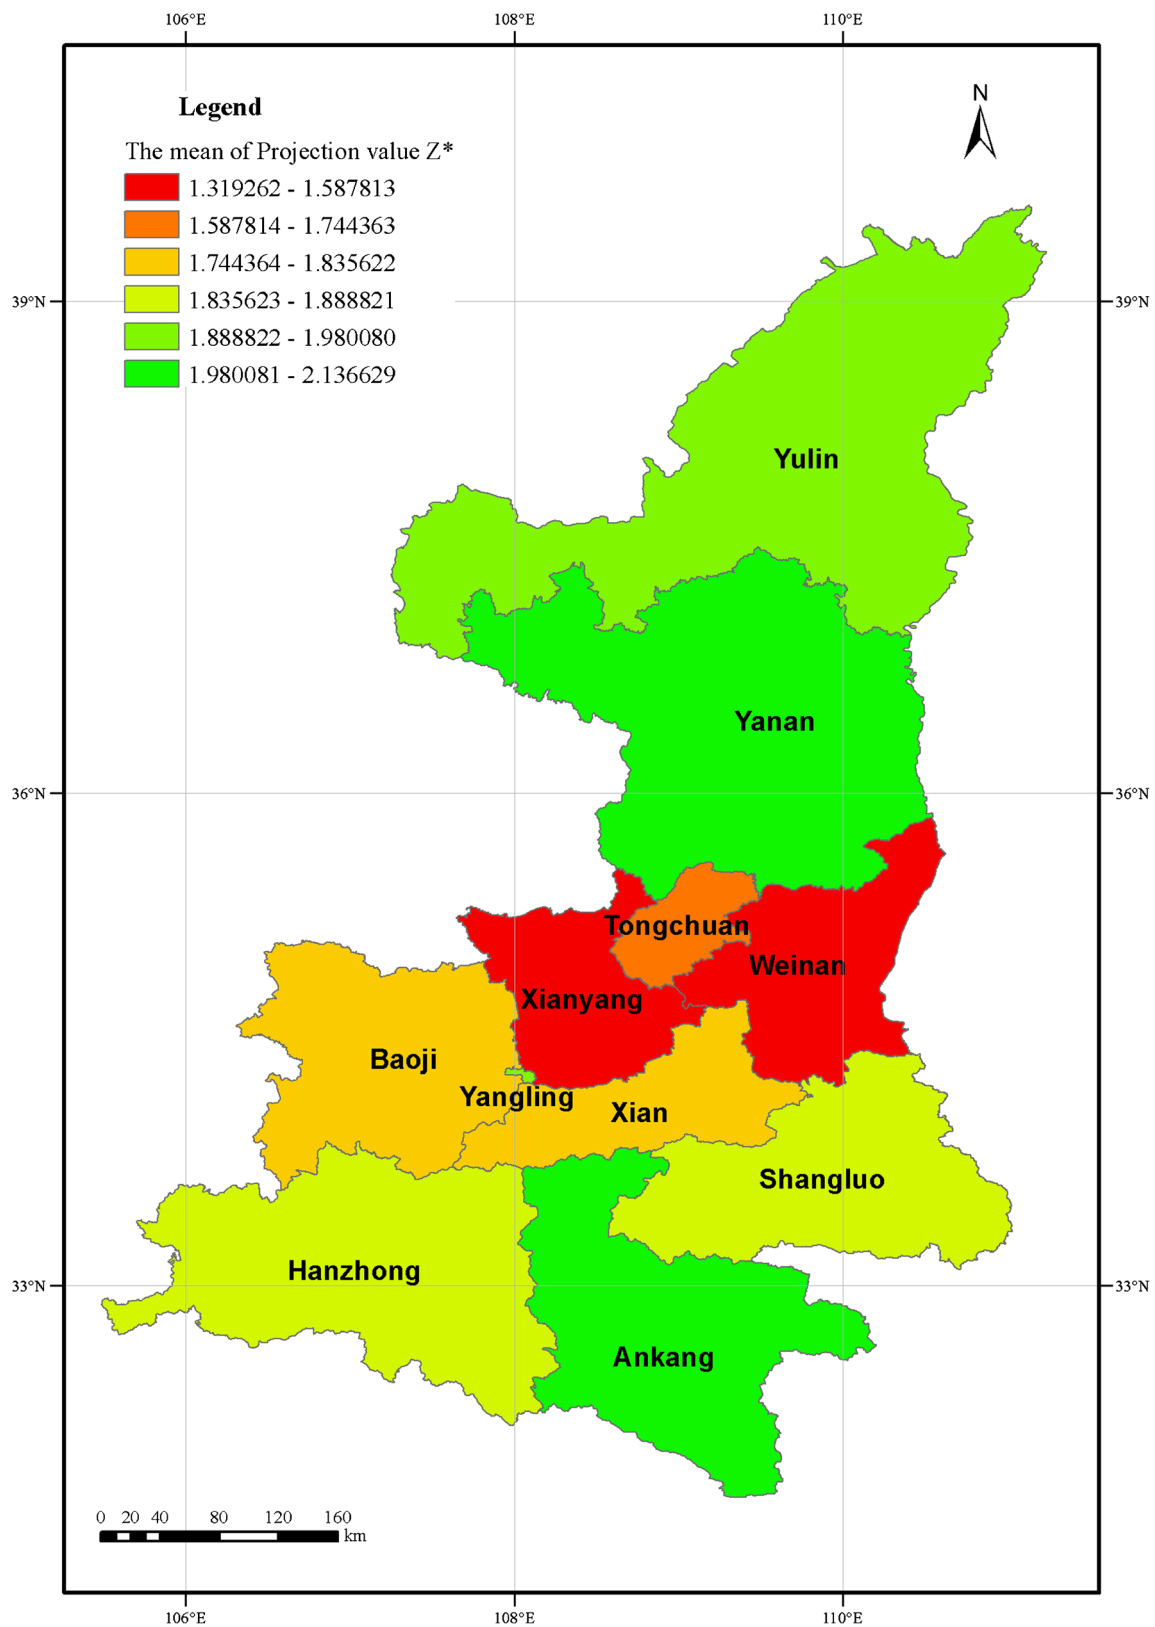 106°E 108°E 110°E
N
Legend
The mean of Projection value Z*
1.319262 - 1.587813
1.587814 - 1.744363
1.744364 - 1.835622
1.835623 - 1.888821
1.888822 - 1.980080
1.980081 - 2.136629
39°N 39°N
Yulin
Yanan
36°N 36°N
Tongchuan
Weinan
Xianyang
Baoji
Yangling
Xian
Shangluo
Hanzhong
33°N 33°N
Ankang
0 20 40 80 120 160
km
106°E 108°E 110°E